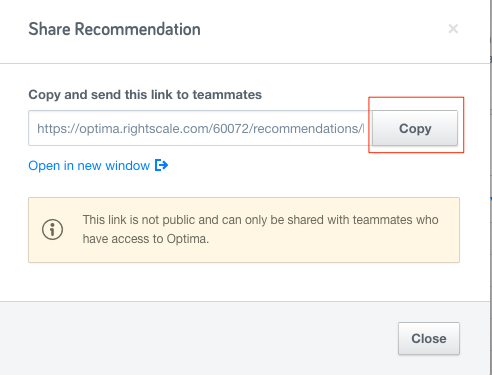 Share Recommendation
Copy and send this link to teammates
https://optima.rightscale.com/60072/recommendations/
Copy
Open in new window
This link is not public and can only be shared with teammates who
have access to Optima.
Close